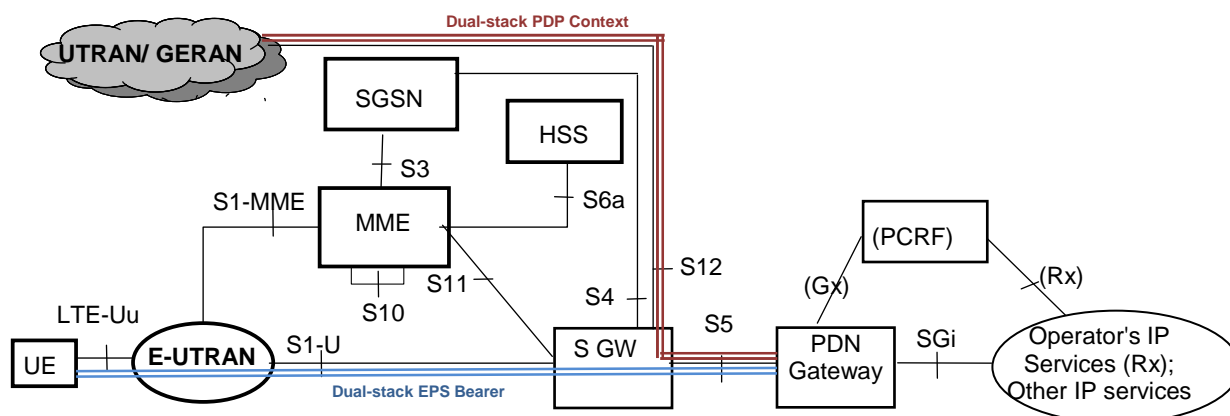 Dual-stack PDP Context
UTRAN/ GERAN
SGSN
HSS
S3
S1-MME
S6a
MME
(PCRF)
S12
S11
S4
(Gx)
(Rx)
S10
LTE-Uu
S5
UE
E-UTRAN
S1-U
S GW
PDN
Gateway
SGi
Operator's IP
Services (Rx);
Other IP services
Dual-stack EPS Bearer